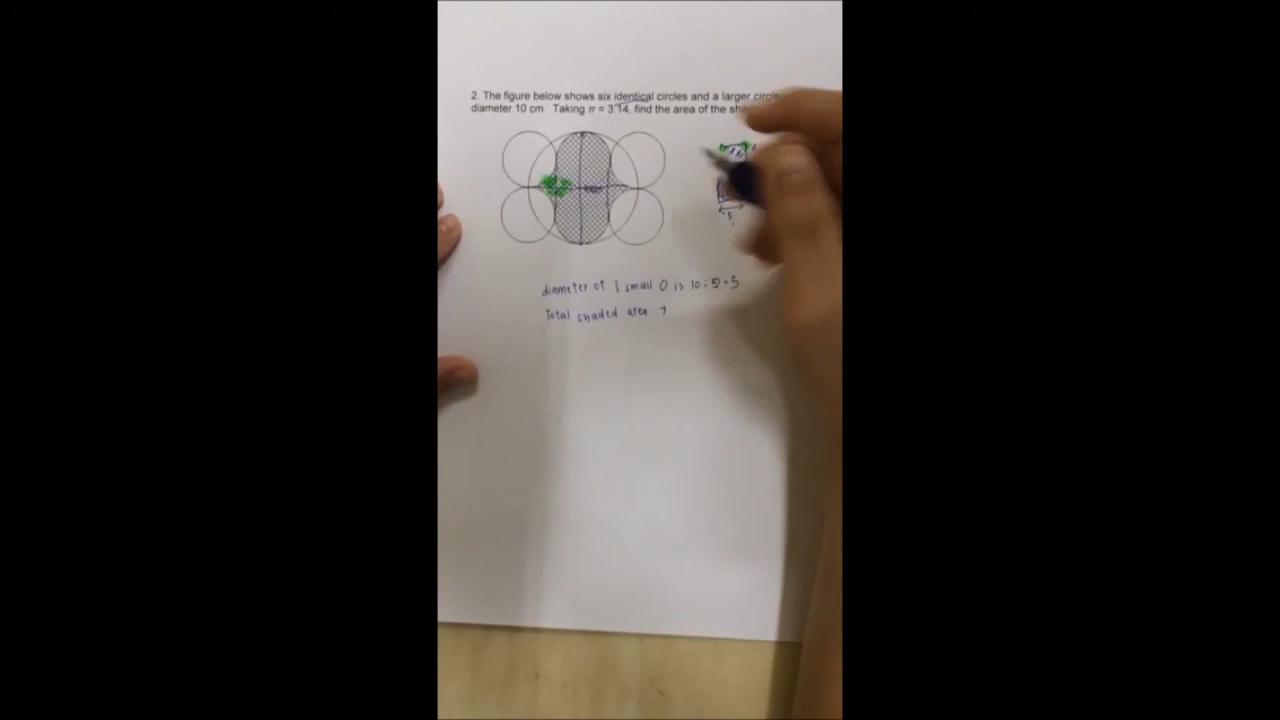 2. The figure below shows six identical circles and a larger circle
diameter 10 cm. Taking π = 3.14, find the area of the
5
diameter of 1 small O is 10÷2=5
Total shaded area →